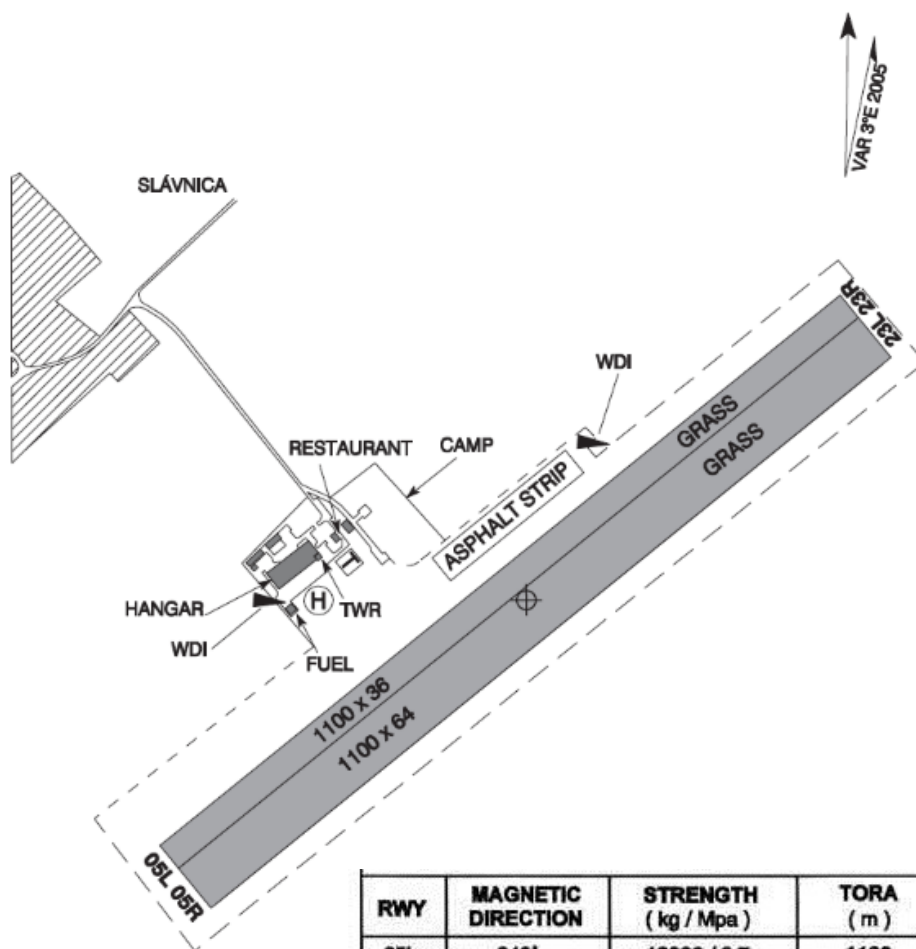 VAR 3°E 2005
SLÁVNICA
23L 23R
WDI
GRASS
GRASS
RESTAURANT
CAMP
ASPHALT STRIP
T
HANGAR
H
TWR
WDI
FUEL
1100 x 36
1100 x 64
05L 05R
RWY
MAGNETIC
DIRECTION
STRENGTH
( kg / Mpa )
TORA
( m )